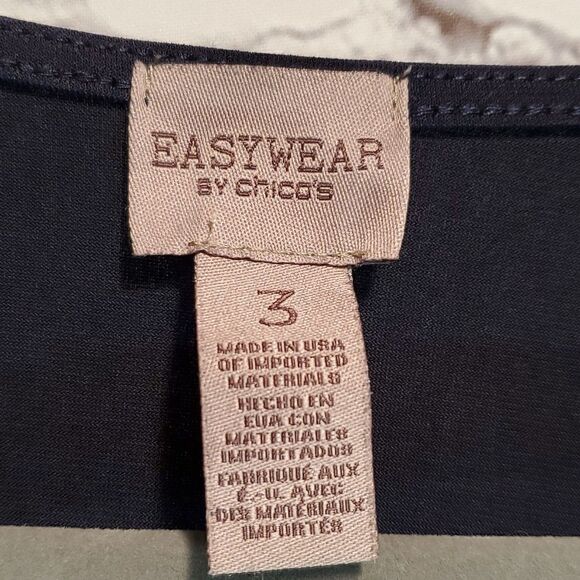 EASYWEAR
BY chico's
3
MADE IN USA
OF IMPORTED
MATERIALS
HECHO EN
EUA CON
MATERIALES
IMPORTADOS
FABRIQUÉ AUX
É.-U. AVEC
DES MATÉRIAUX
IMPORTÉS